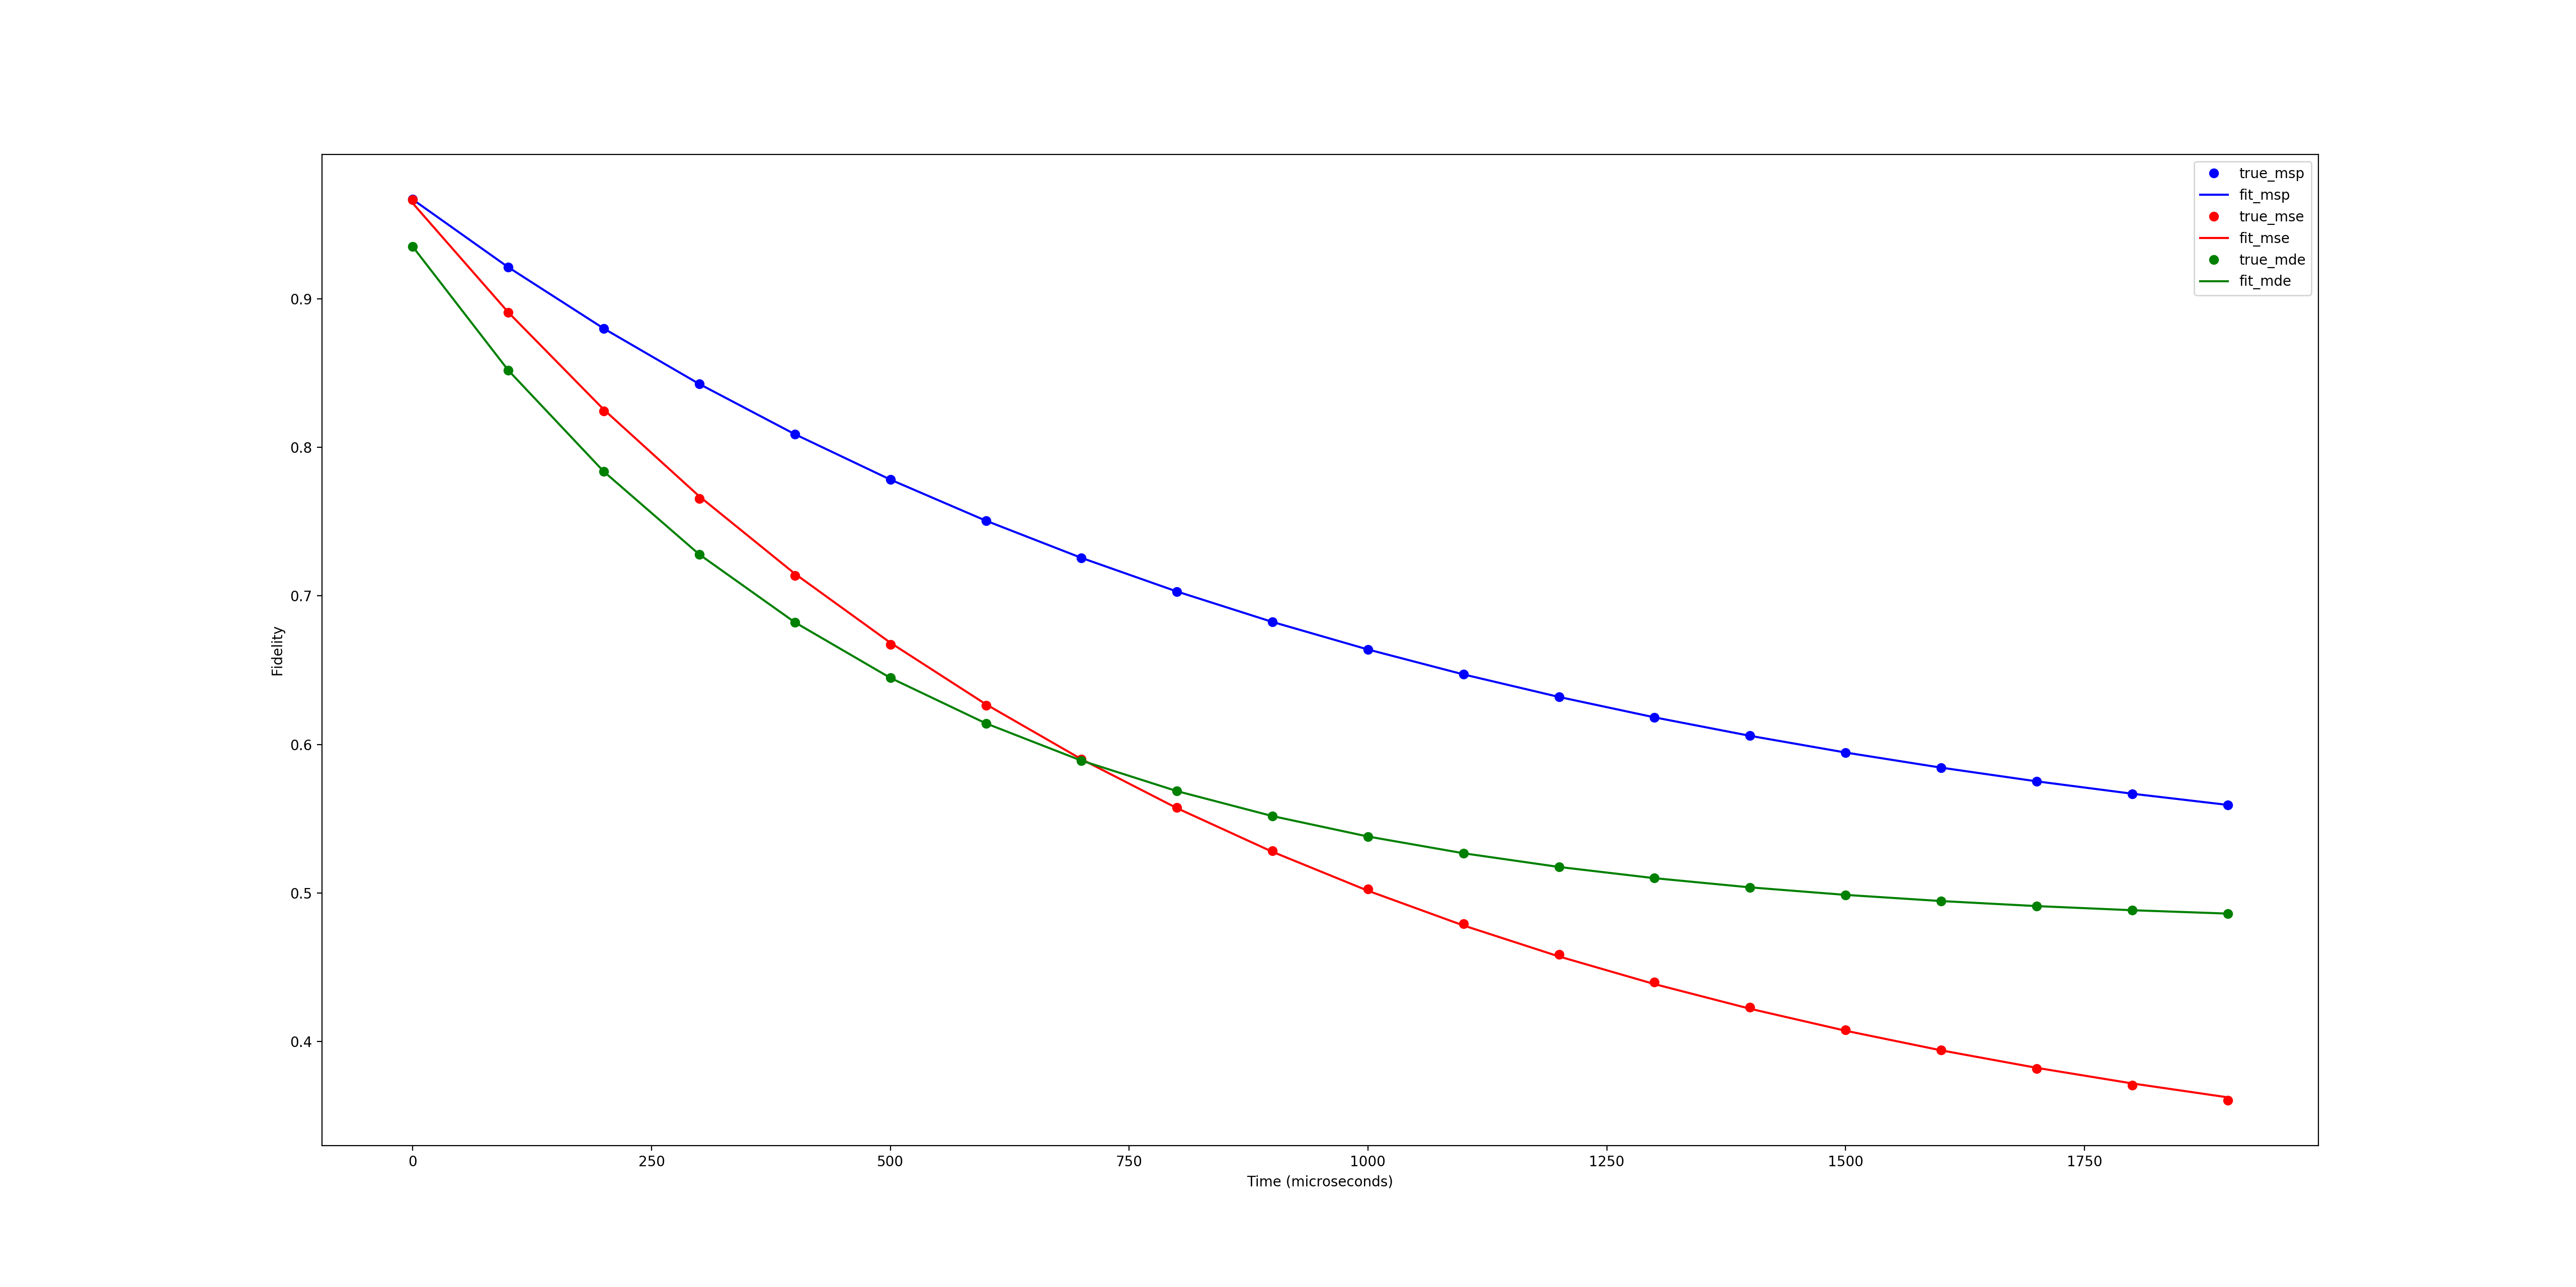 true_msp
fit_msp
true_mse
fit_mse
true_mde
fit_mde
0.9
0.8
0.7
0.6
0.5
0.4
Fidelity
0 250 500 750 1000 1250 1500 1750
Time (microseconds)